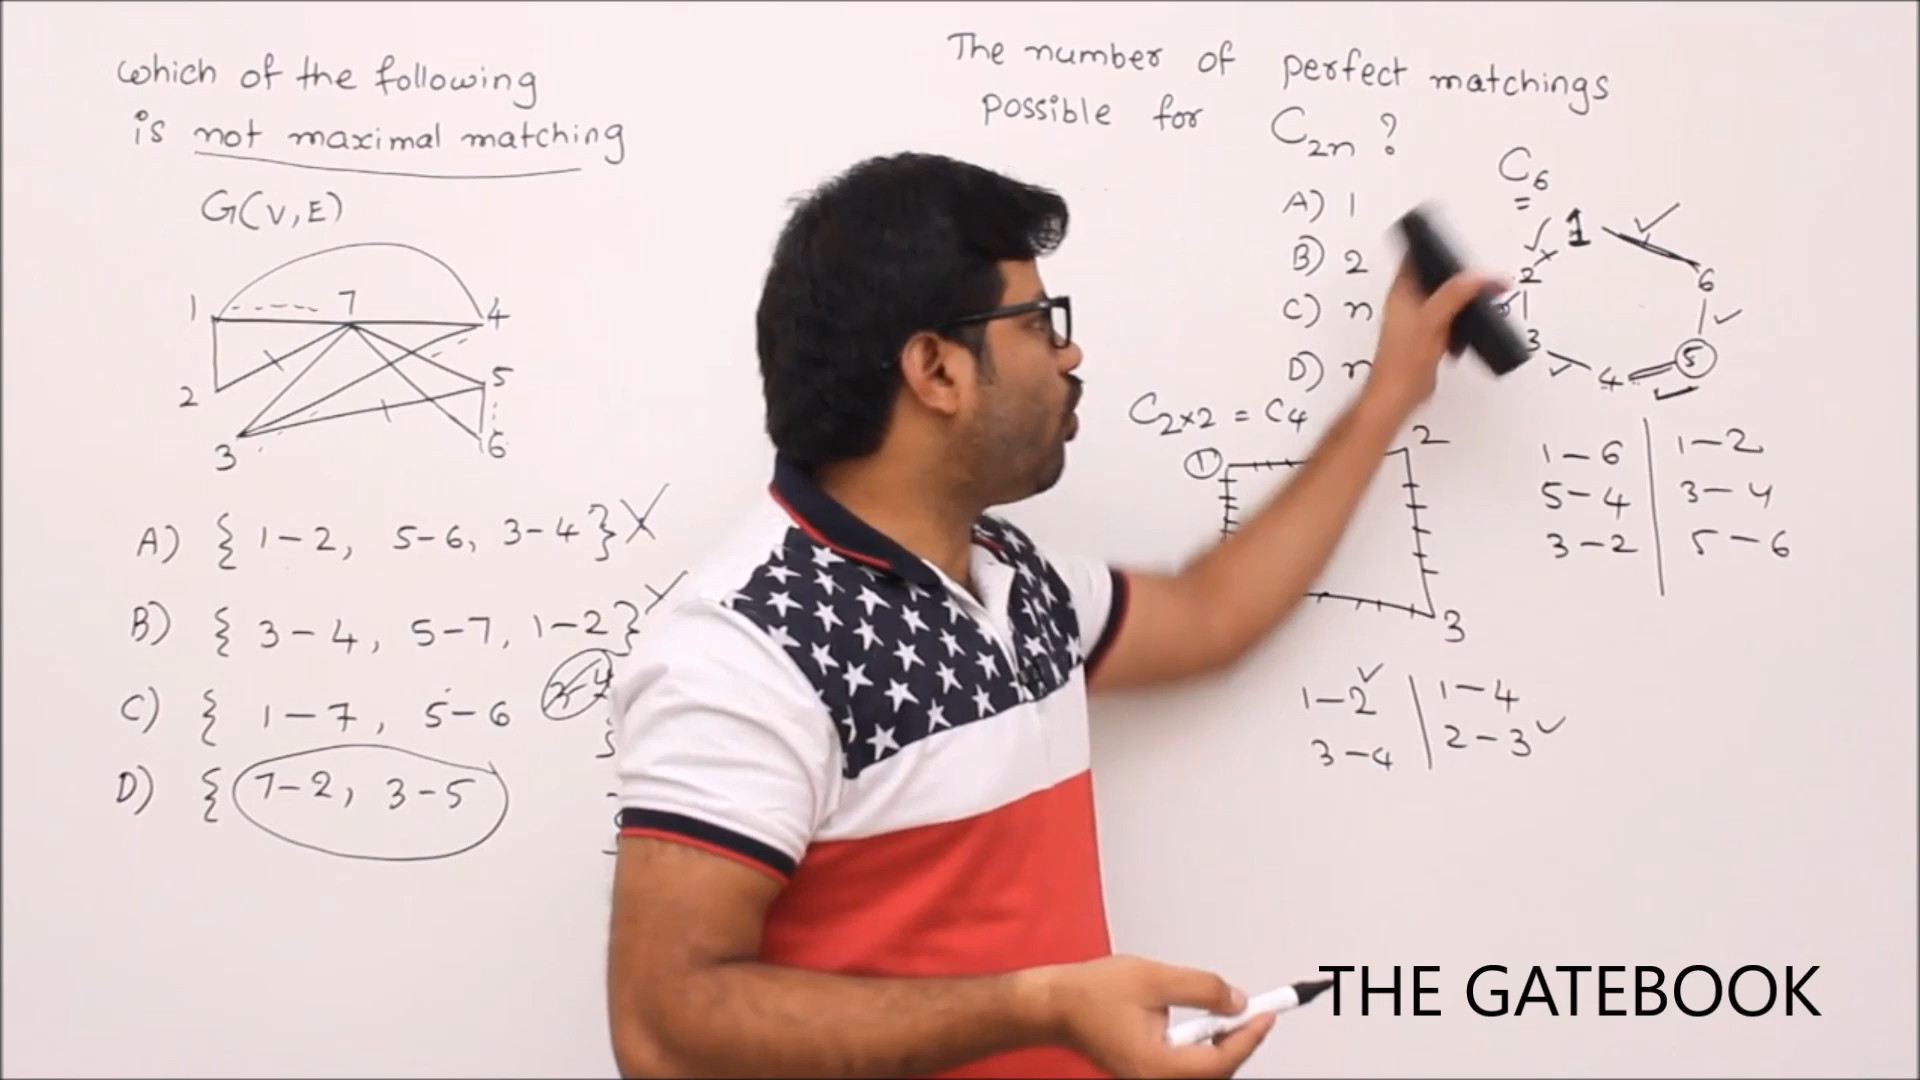 which of the following
is not maximal matching
G(V,E)
1 7 4
2 5
3 6
A) { 1-2, 5-6, 3-4 }
B) { 3-4, 5-7, 1-2 }
C) { 1-7, 5-6
D) { 7-2, 3-5
The number of perfect matchings
possible for C2n ?
A) 1
B) 2
C) n
D) n
C6
1
2
6
3
4
5
C2×2 = C4
1 2
3
1-6 1-2
5-4 3-4
3-2 5-6
1-2 1-4
3-4 2-3
THE GATEBOOK